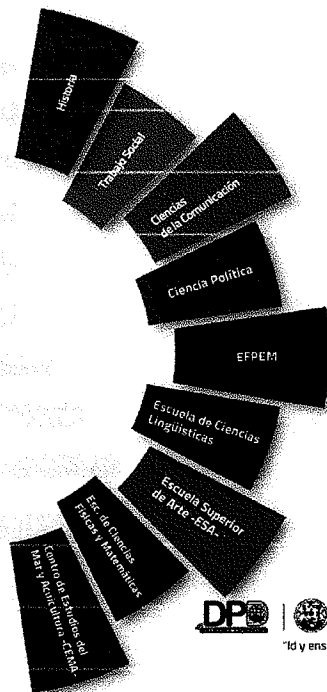 Historia
Trabajo Social
Ciencias
de la Comunicación
Ciencia Política
EFPEM
Escuela de Ciencias
Lingüísticas
Escuela Superior
de Arte -ESA-
Esc. de Ciencias
Físicas y Matemáticas
Centro de Estudios del
Mar y Acuicultura -CEMA-
DPD
"Id y ens